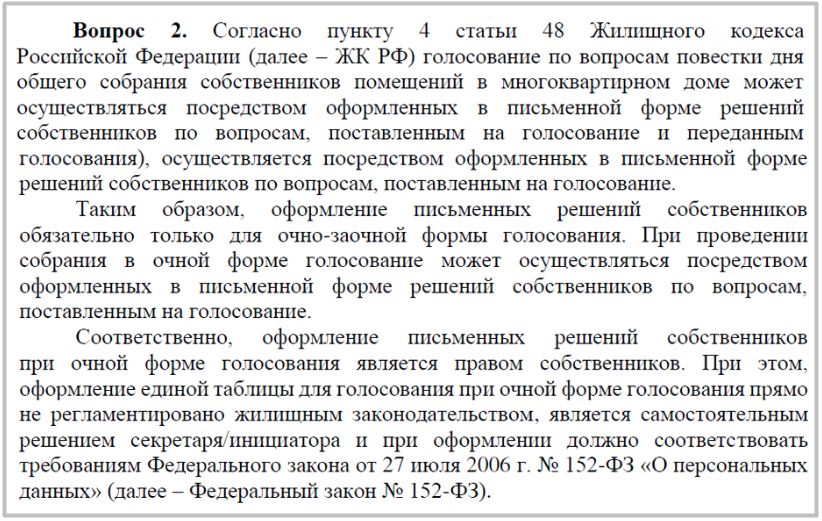 Вопрос 2. Согласно пункту 4 статьи 48 Жилищного кодекса
Российской Федерации (далее – ЖК РФ) голосование по вопросам повестки дня
общего собрания собственников помещений в многоквартирном доме может
осуществляться посредством оформленных в письменной форме решений
собственников по вопросам, поставленным на голосование и переданным
голосования), осуществляется посредством оформленных в письменной форме
решений собственников по вопросам, поставленным на голосование.
Таким образом, оформление письменных решений собственников
обязательно только для очно-заочной формы голосования. При проведении
собрания в очной форме голосование может осуществляться посредством
оформленных в письменной форме решений собственников по вопросам,
поставленным на голосование.
Соответственно, оформление письменных решений собственников
при очной форме голосования является правом собственников. При этом,
оформление единой таблицы для голосования при очной форме голосования прямо
не регламентировано жилищным законодательством, является самостоятельным
решением секретаря/инициатора и при оформлении должно соответствовать
требованиям Федерального закона от 27 июля 2006 г. № 152-ФЗ «О персональных
данных» (далее – Федеральный закон № 152-ФЗ).